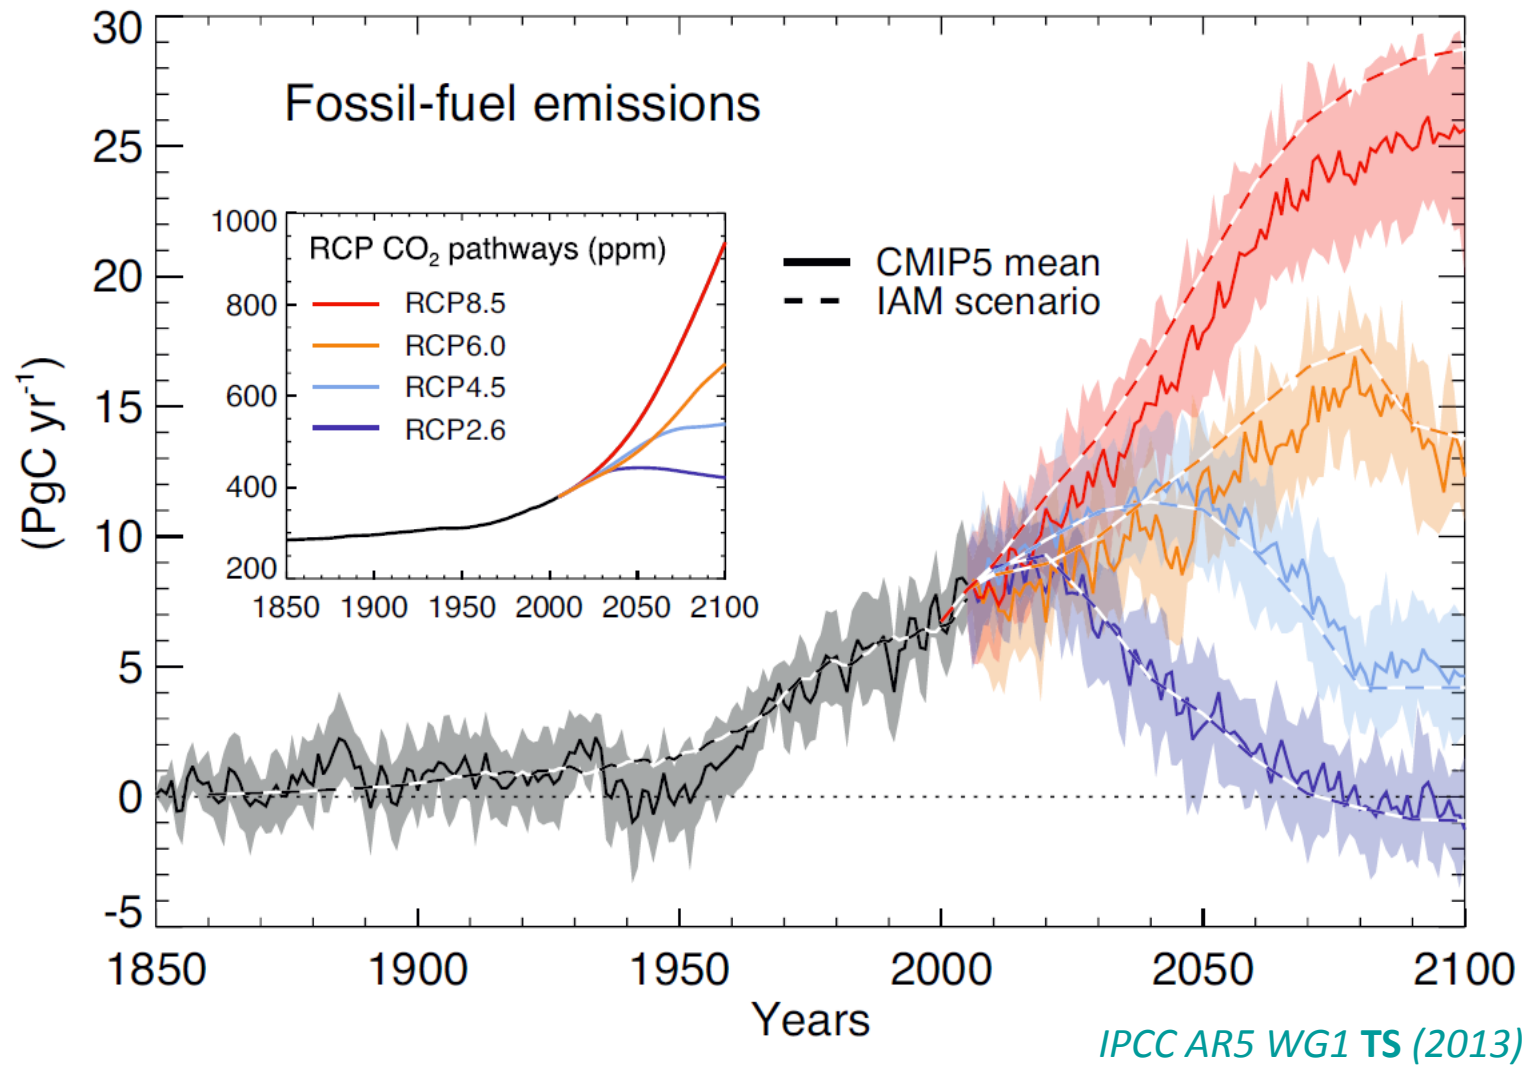 Fossil-fuel emissions
(PgC yr-1)
30
25
20
15
10
5
0
-5
1850 1900 1950 2000 2050 2100
Years
RCP CO2 pathways (ppm)
RCP8.5
RCP6.0
RCP4.5
RCP2.6
1000
800
600
400
200
1850 1900 1950 2000 2050 2100
CMIP5 mean
IAM scenario
IPCC AR5 WG1 TS (2013)